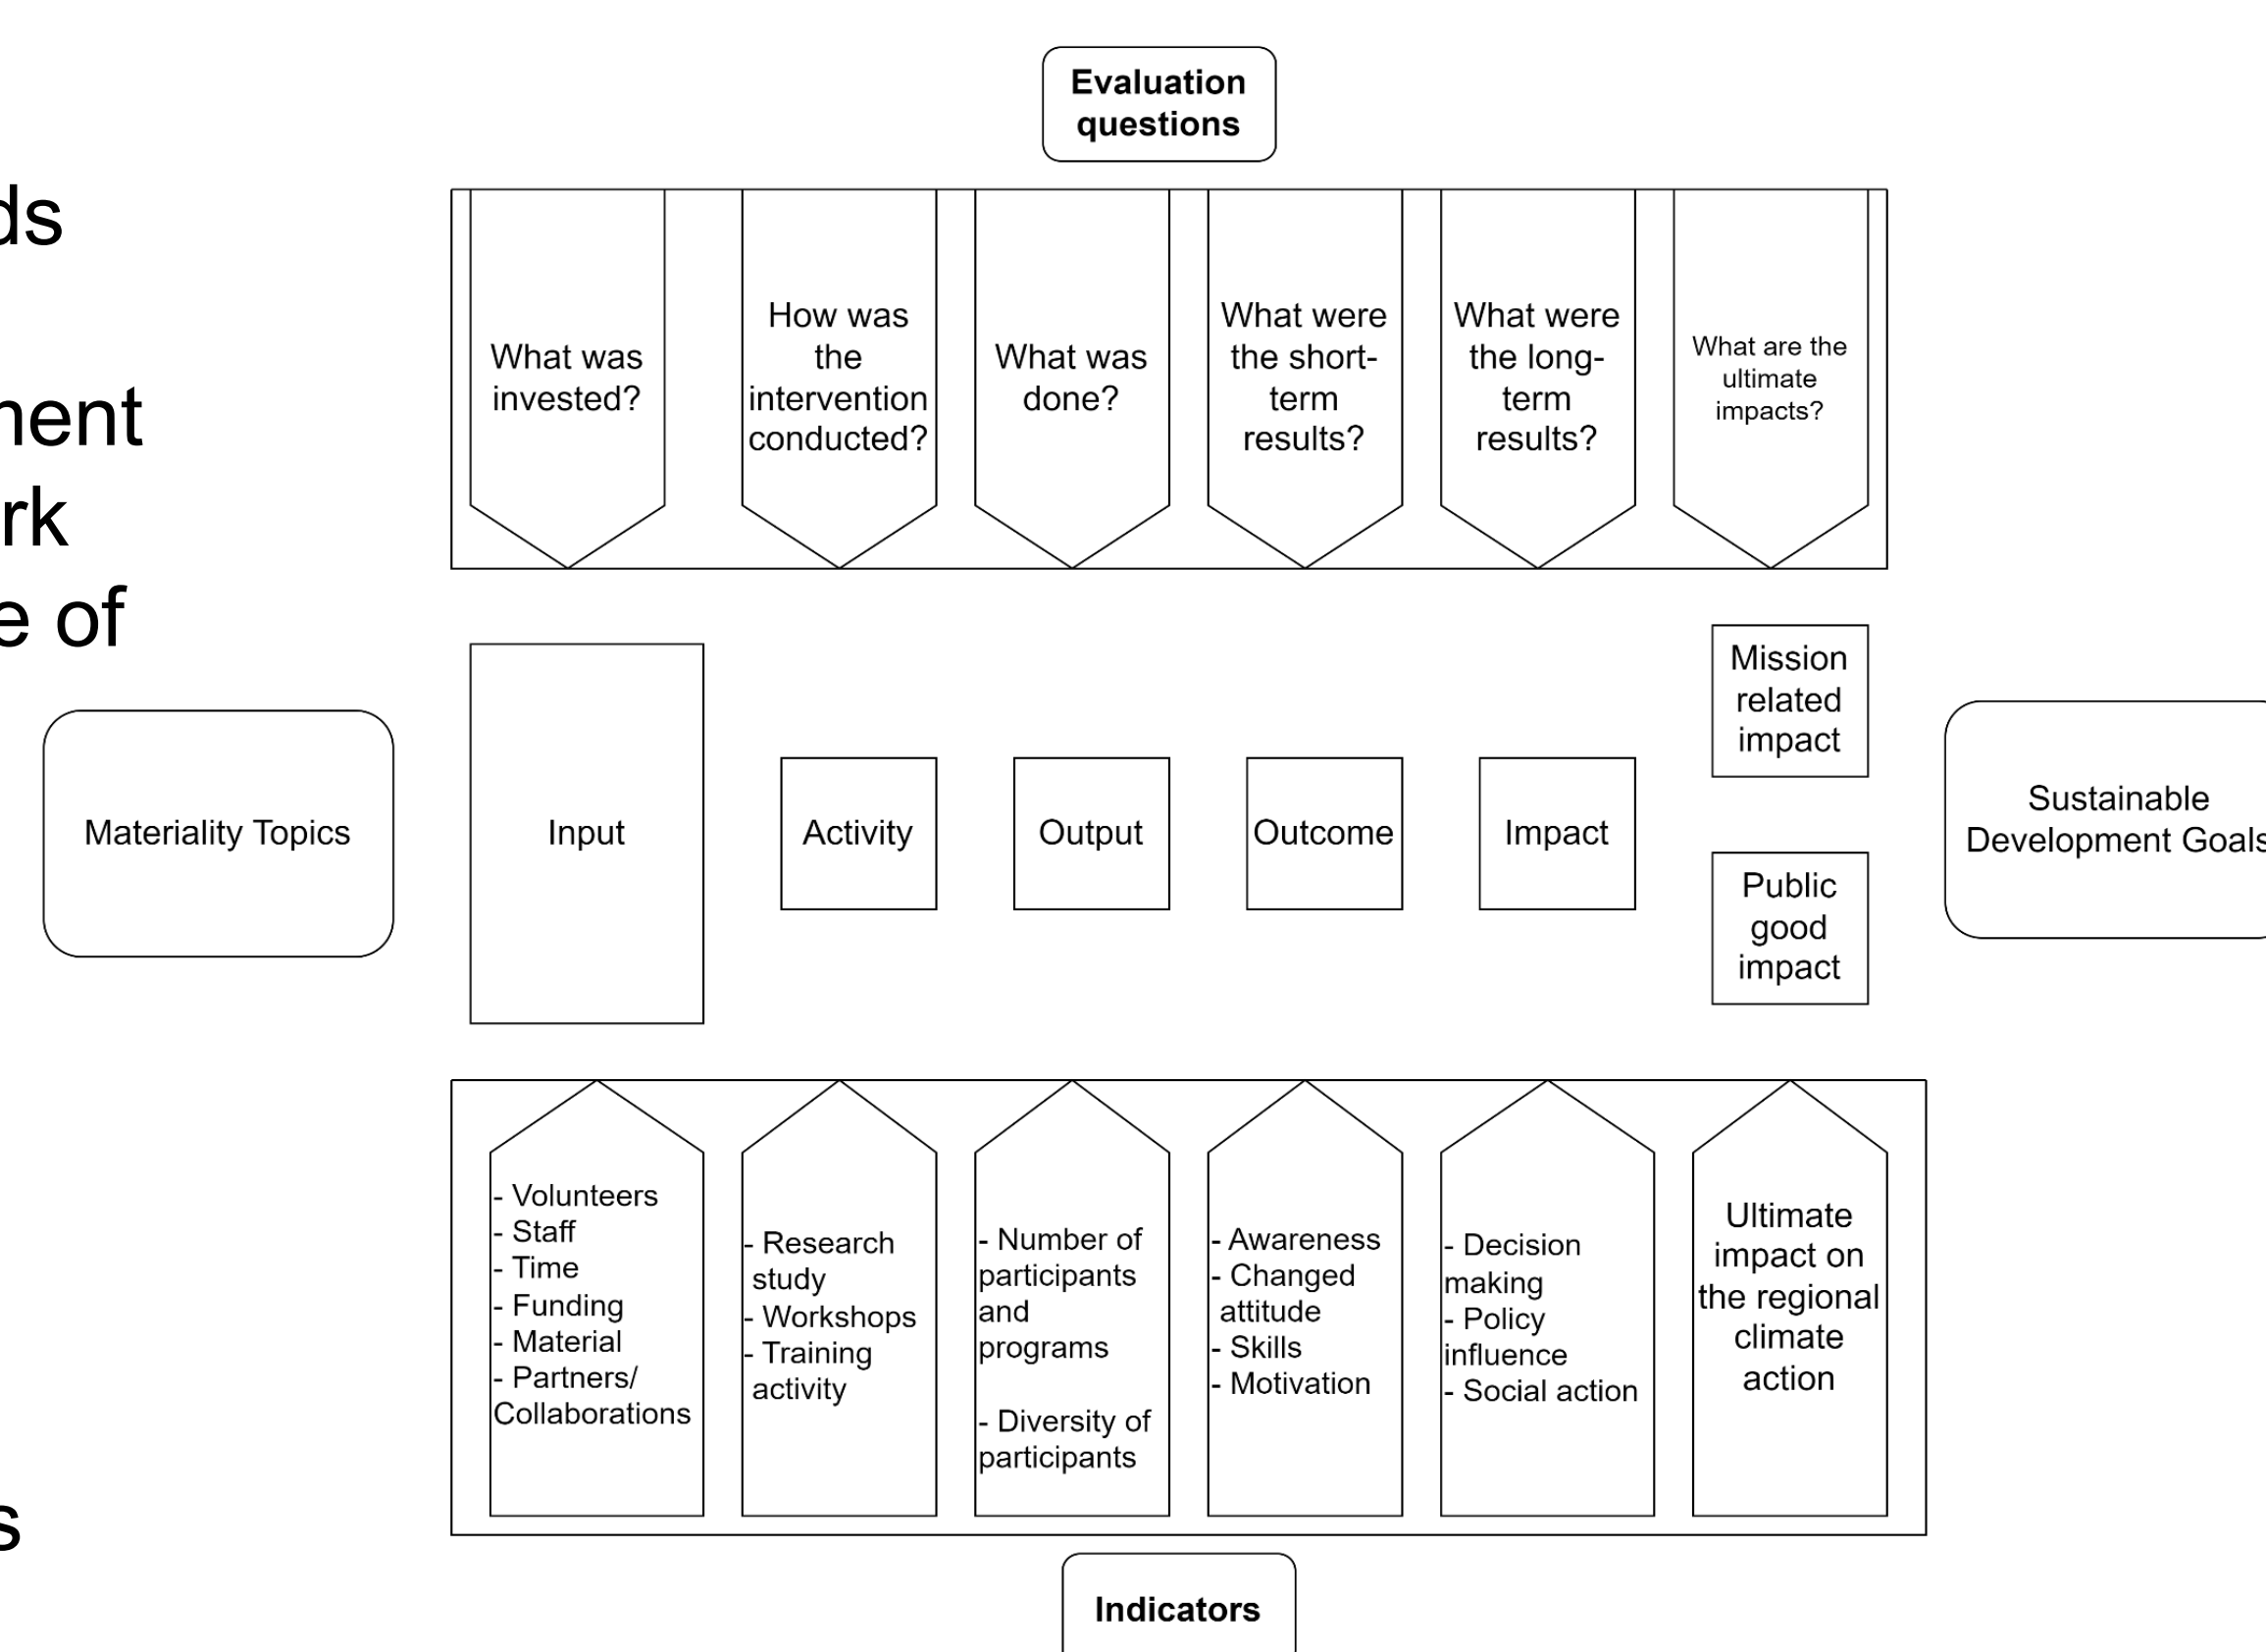 Evaluation
questions
ds
ment
rk
e of
s
What was
invested?
How was
the
intervention
conducted?
What was
done?
What were
the short-
term
results?
What were
the long-
term
results?
What are the
ultimate
impacts?
Materiality Topics
Input
Activity
Output
Outcome
Impact
Mission
related
impact
Public
good
impact
Sustainable
Development Goals
- Volunteers
- Staff
- Time
- Funding
- Material
- Partners/
Collaborations
- Research
study
- Workshops
- Training
activity
- Number of
participants
and
programs
- Diversity of
participants
- Awareness
- Changed
attitude
- Skills
- Motivation
- Decision
making
- Policy
influence
- Social action
Ultimate
impact on
the regional
climate
action
Indicators